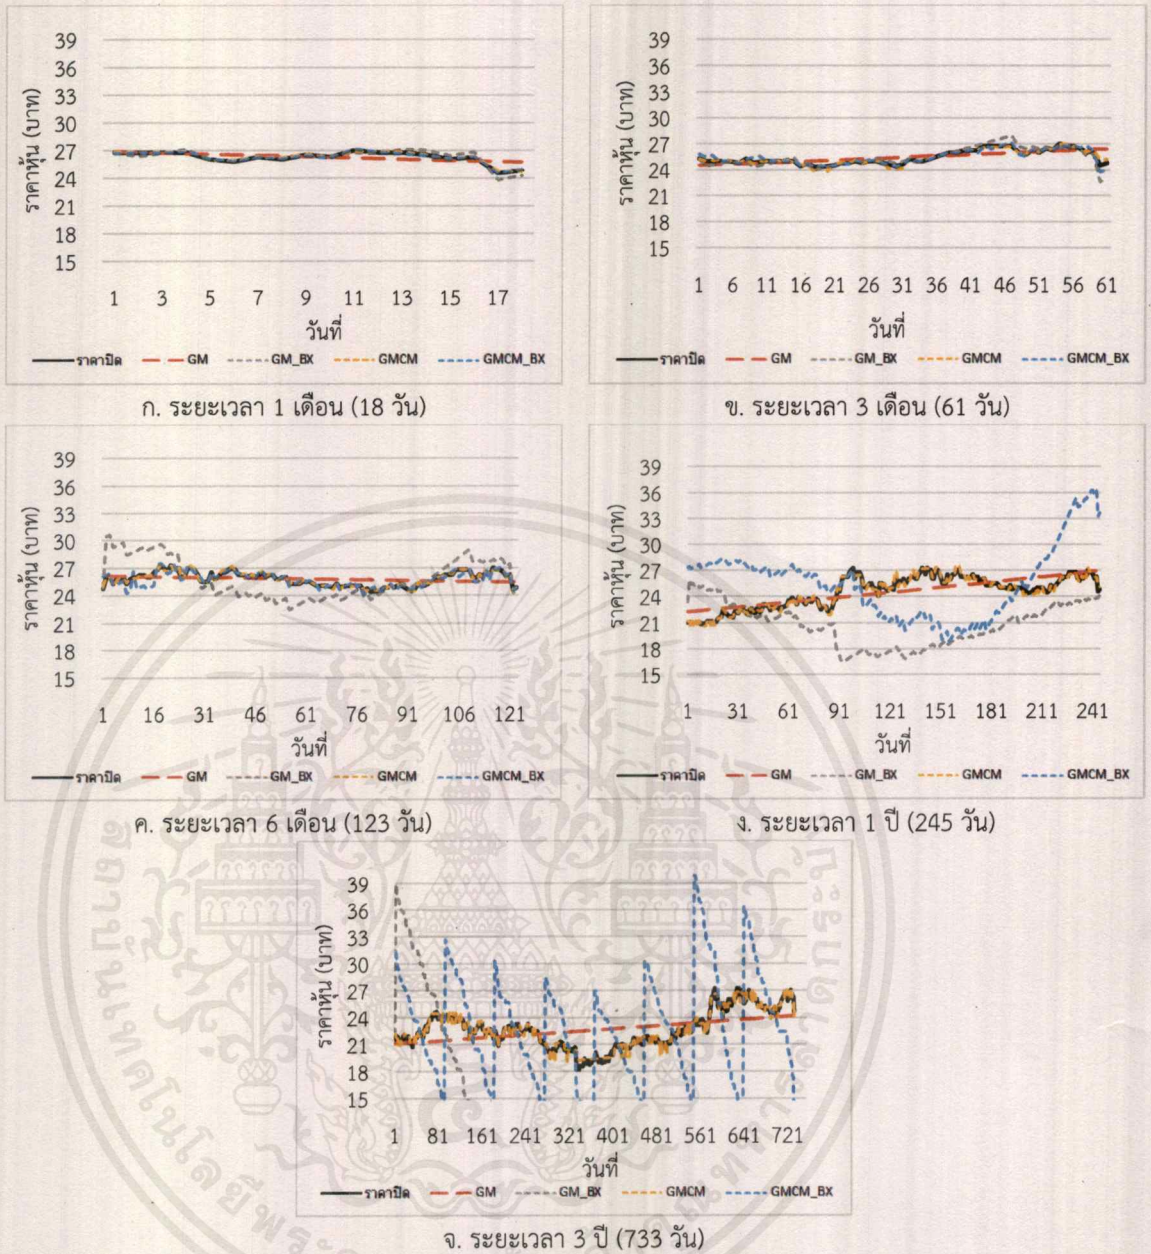 39
36
33
30
27
24
21
18
15
ราคาหุ้น (บาท)
1 3 5 7 9 11 13 15 17
วันที่
ราคาปิด GM GM_BX GMCM GMCM_BX
ก. ระยะเวลา 1 เดือน (18 วัน)
39
36
33
30
27
24
21
18
15
ราคาหุ้น (บาท)
1 6 11 16 21 26 31 36 41 46 51 56 61
วันที่
ราคาปิด GM GM_BX GMCM GMCM_BX
ข. ระยะเวลา 3 เดือน (61 วัน)
39
36
33
30
27
24
21
18
15
ราคาหุ้น (บาท)
1 16 31 46 61 76 91 106 121
วันที่
ราคาปิด GM GM_BX GMCM GMCM_BX
ค. ระยะเวลา 6 เดือน (123 วัน)
39
36
33
30
27
24
21
18
15
ราคาหุ้น (บาท)
1 31 61 91 121 151 181 211 241
วันที่
ราคาปิด GM GM_BX GMCM GMCM_BX
ง. ระยะเวลา 1 ปี (245 วัน)
39
36
33
30
27
24
21
18
15
ราคาหุ้น (บาท)
1 81 161 241 321 401 481 561 641 721
วันที่
ราคาปิด GM GM_BX GMCM GMCM_BX
จ. ระยะเวลา 3 ปี (733 วัน)